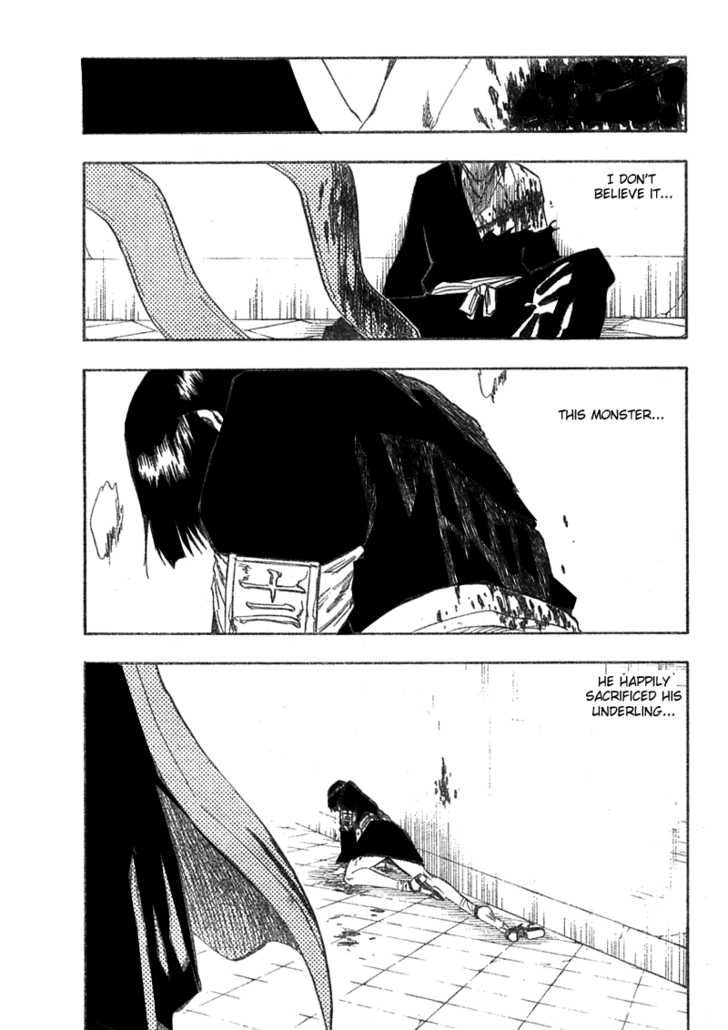 I DON'T
BELIEVE IT...
THIS MONSTER...
十二
HE HAPPILY
SACRIFICED HIS
UNDERLING...